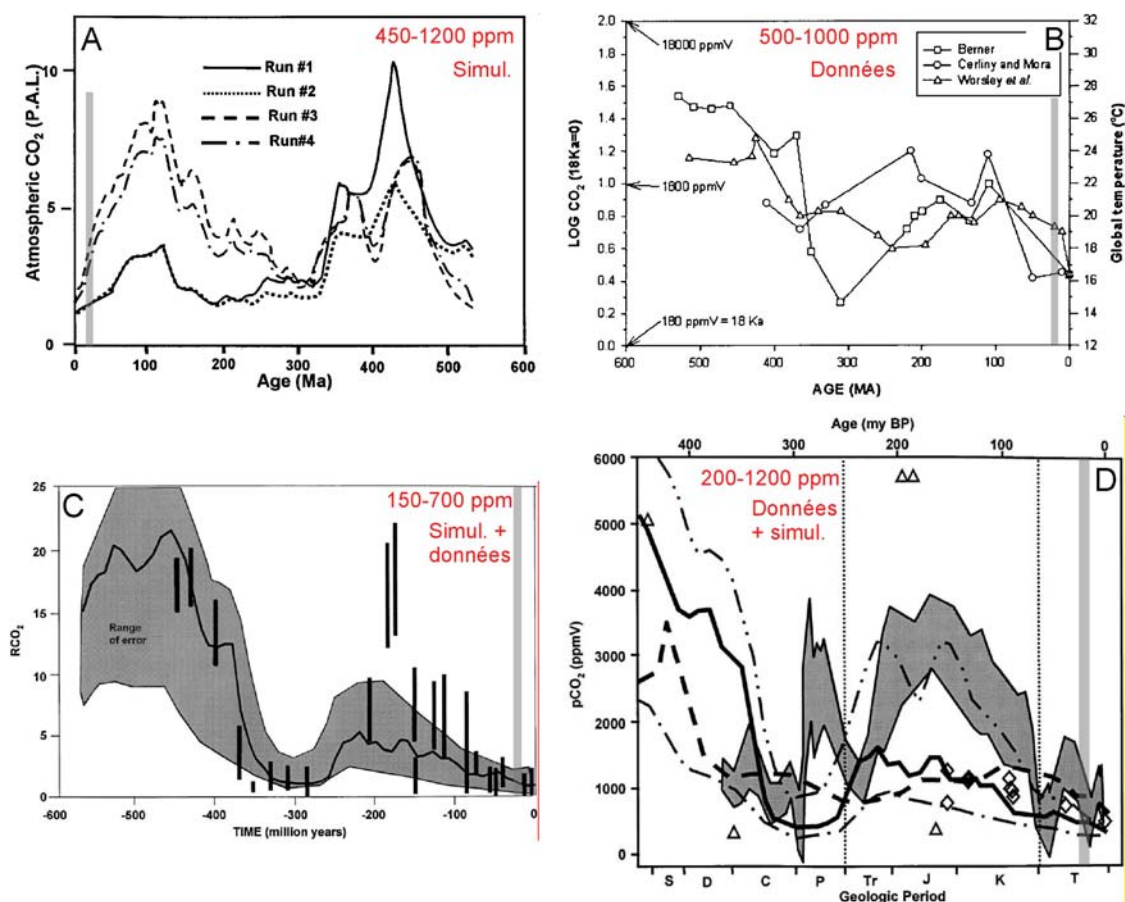 A
450-1200 ppm
Simul.
Run #1
Run #2
Run #3
Run#4
Atmospheric CO2 (P.A.L.)
10
5
0
0 100 200 300 400 500 600
Age (Ma)
B
500-1000 ppm
Données
Berner
Cerliny and Mora
Worsley et al.
18000 ppmV
1800 ppmV
180 ppmV = 18 Ka
LOG CO2 (18Ka=0)
2.0
1.8
1.6
1.4
1.2
1.0
0.8
0.6
0.4
0.2
0.0
Global temperature (°C)
32
30
28
26
24
22
20
18
16
14
12
600 500 400 300 200 100 0
AGE (MA)
C
150-700 ppm
Simul. +
données
Range
of error
RCO2
25
20
15
10
5
0
-600 -500 -400 -300 -200 -100 0
TIME (million years)
Age (my BP)
400 300 200 100 0
D
200-1200 ppm
Données
+ simul.
pCO2 (ppmV)
6000
5000
4000
3000
2000
1000
0
S D C P Tr J K T
Geologic Period